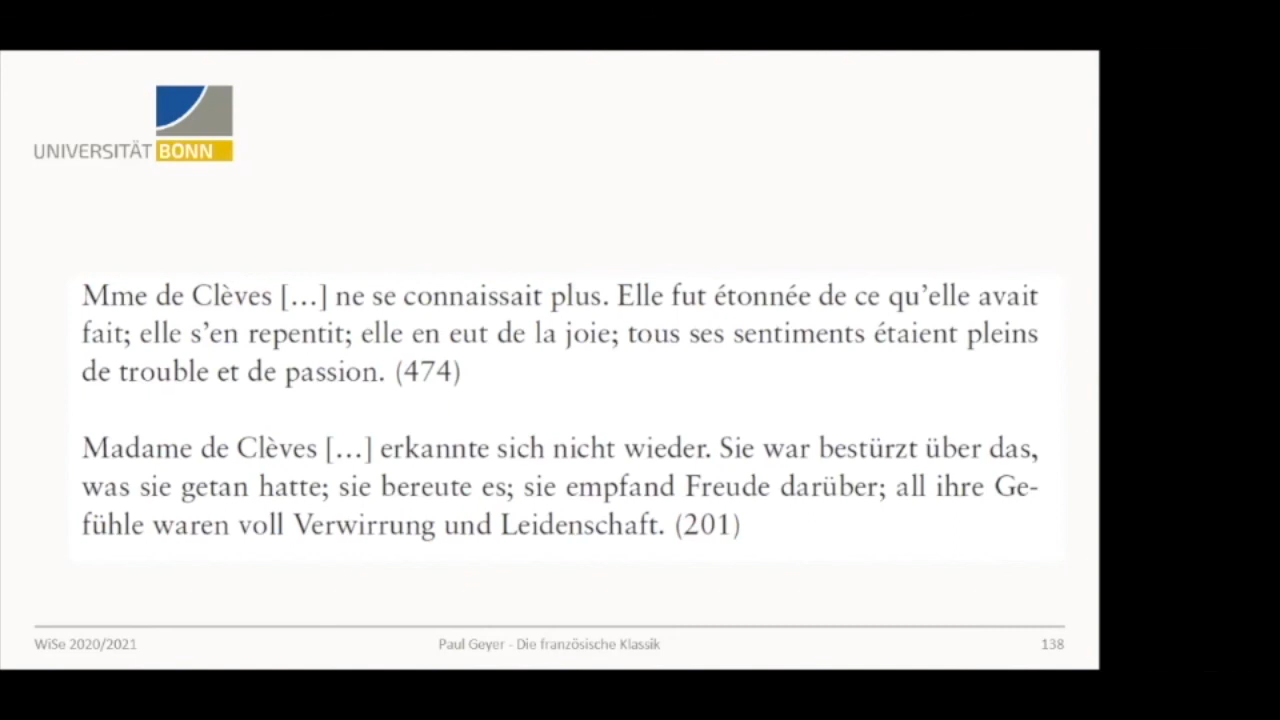 UNIVERSITÄT BONN
Mme de Clèves […] ne se connaissait plus. Elle fut étonnée de ce qu’elle avait
fait; elle s’en repentit; elle en eut de la joie; tous ses sentiments étaient pleins
de trouble et de passion. (474)
Madame de Clèves […] erkannte sich nicht wieder. Sie war bestürzt über das,
was sie getan hatte; sie bereute es; sie empfand Freude darüber; all ihre Ge-
fühle waren voll Verwirrung und Leidenschaft. (201)
WiSe 2020/2021 Paul Geyer - Die französische Klassik 138